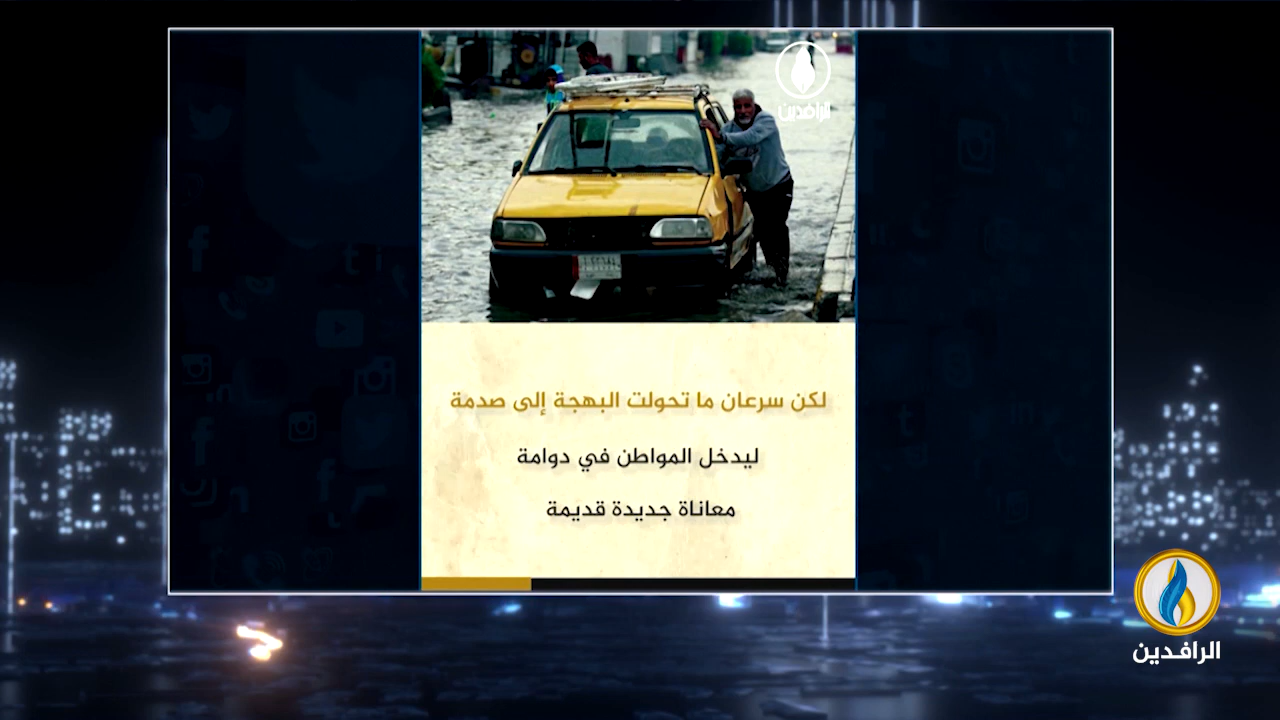 الرافدين
لكن سرعان ما تحولت البهجة إلى صدمة
ليدخل المواطن في دوامة
معاناة جديدة قديمة
الرافدين